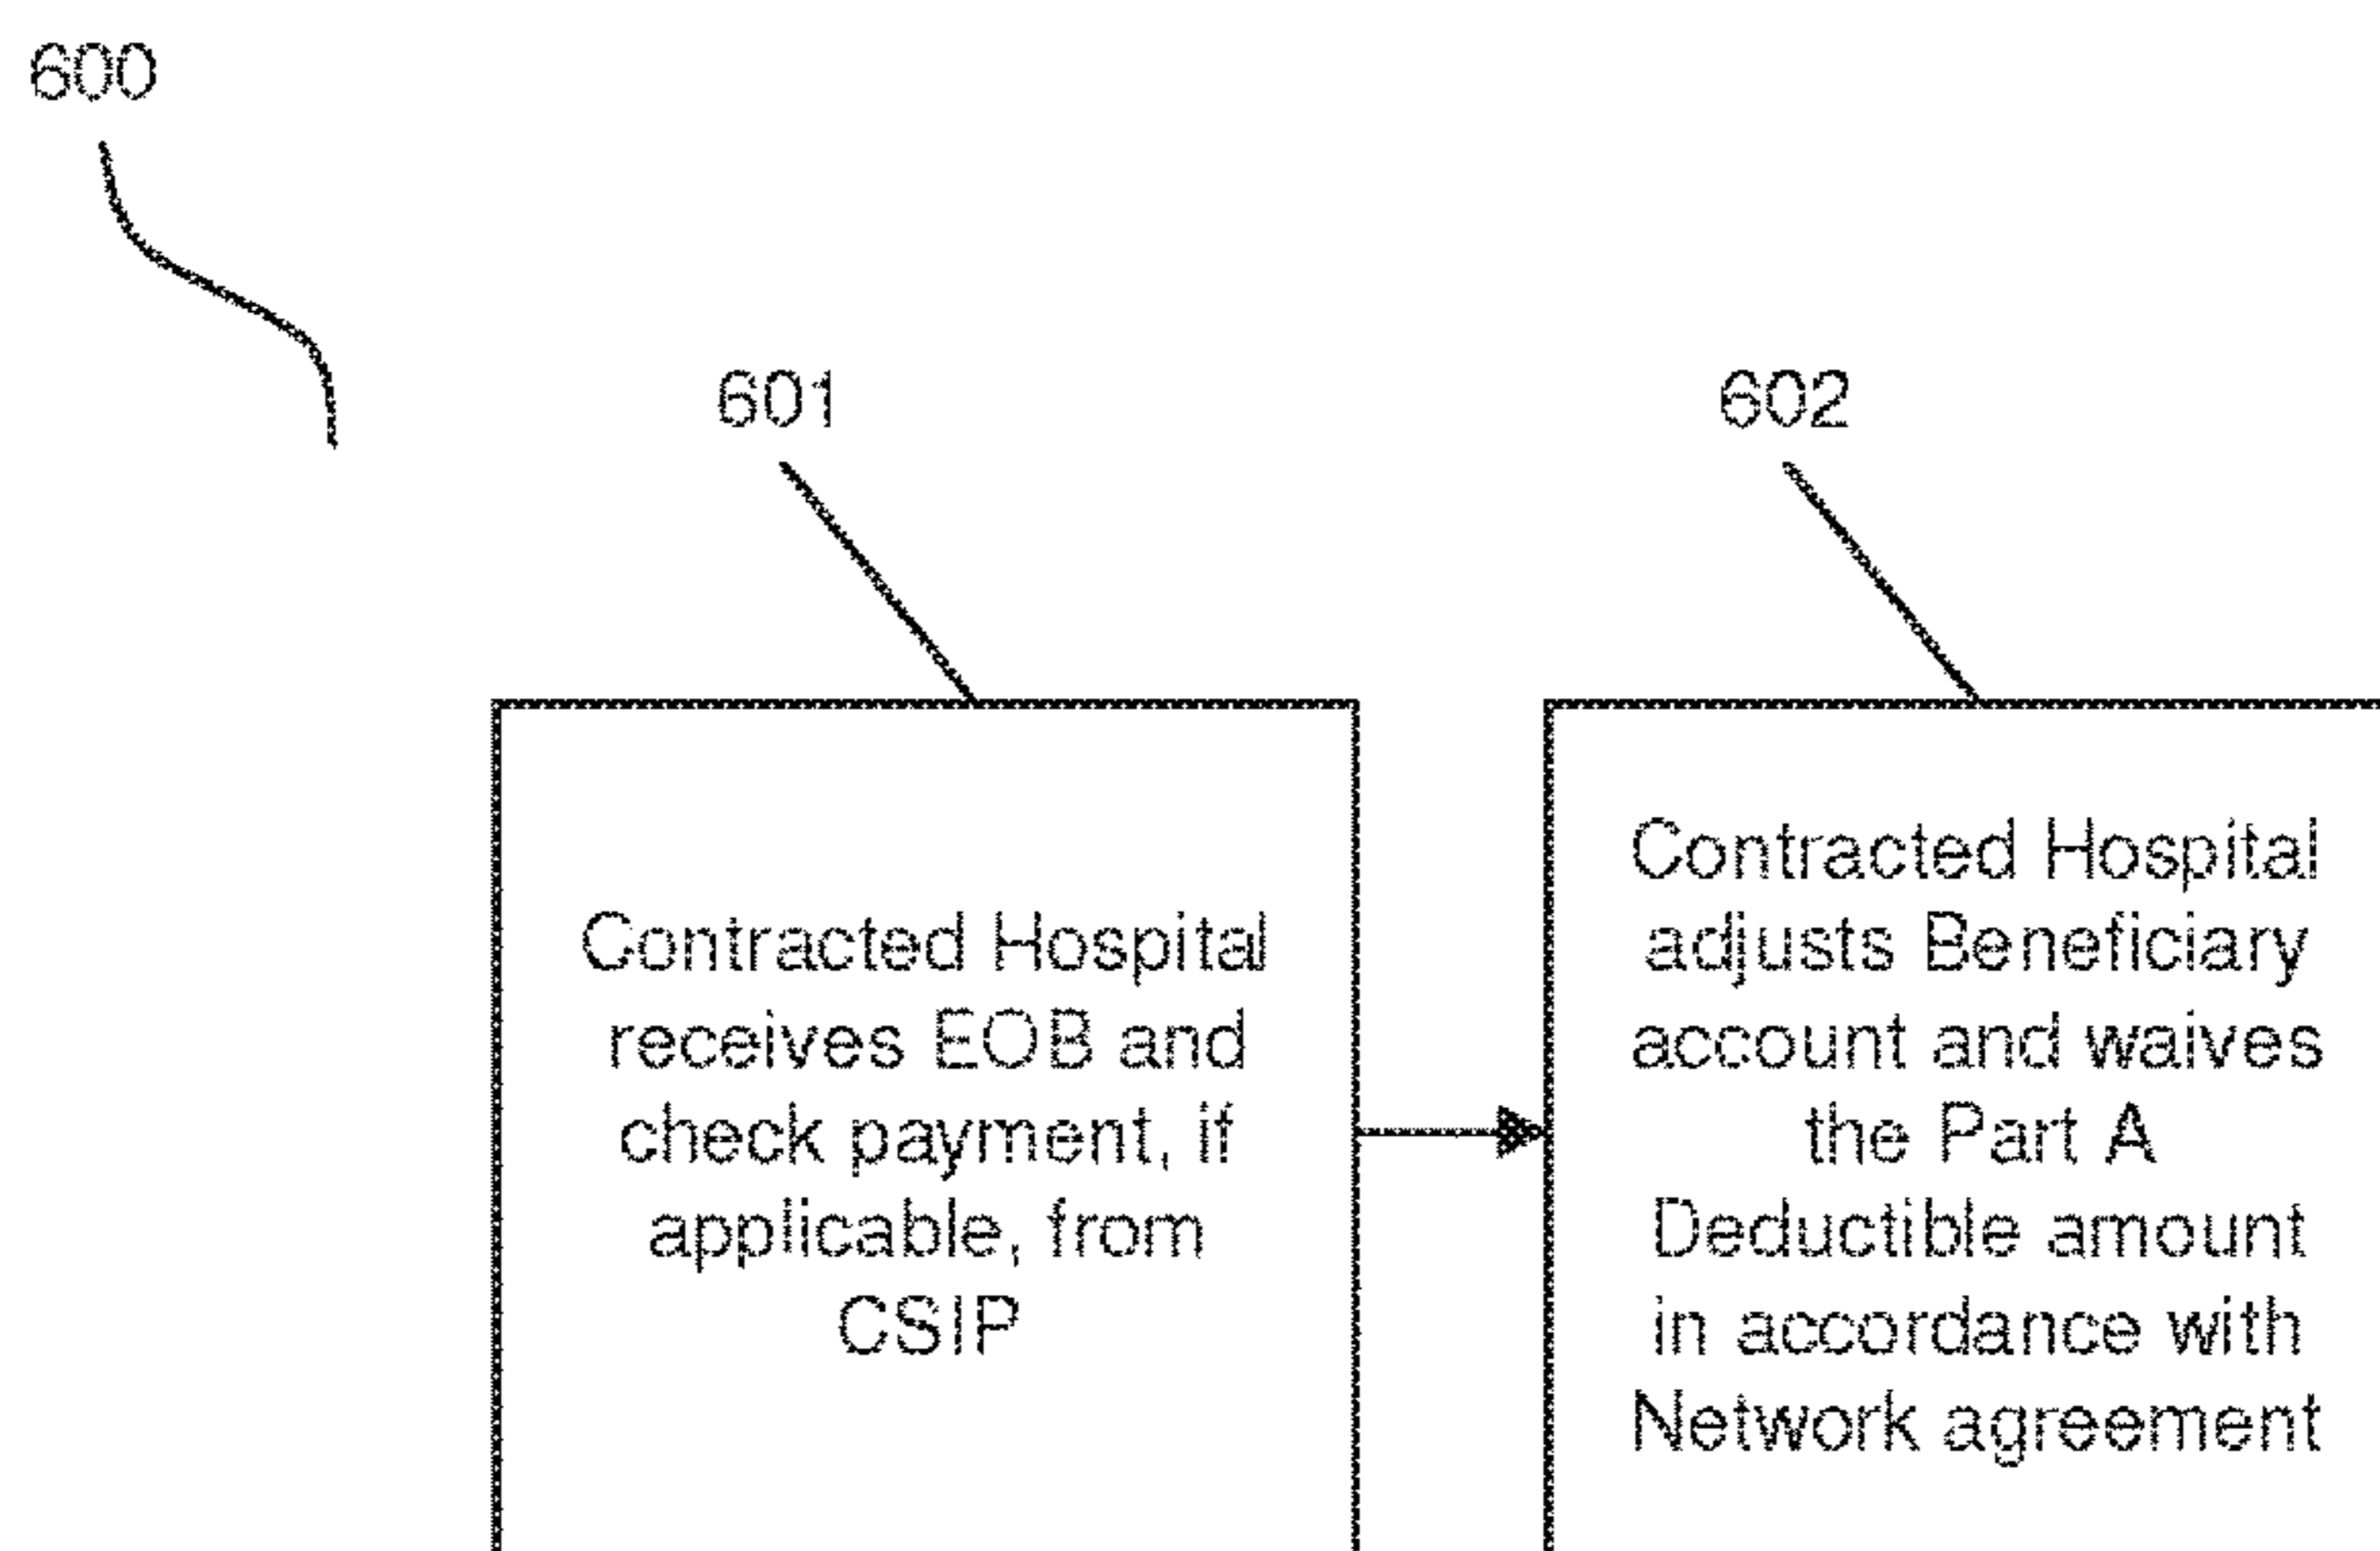 600
601
602
Contracted Hospital
receives EOB and
check payment, if
applicable, from
CSIP
Contracted Hospital
adjusts Beneficiary
account and waives
the Part A
Deductible amount
in accordance with
Network agreement